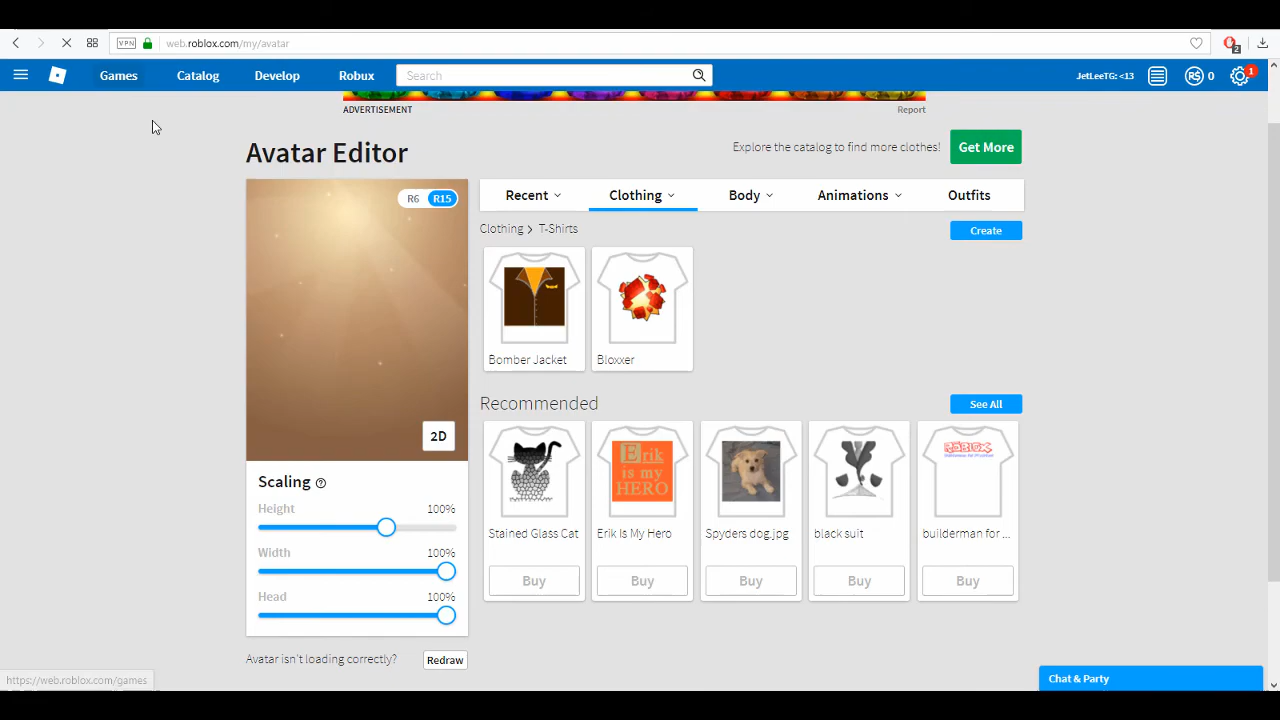 VPN web.roblox.com/my/avatar 2
Games Catalog Develop Robux Search JetLeeTG: <13 R$ 0 1
ADVERTISEMENT Report
Avatar Editor
Explore the catalog to find more clothes! Get More
R6 R15
Recent Clothing Body Animations Outfits
Clothing > T-Shirts Create
Bomber Jacket Bloxxer
2D
Recommended See All
Erik is my HERO
ROBLOX
Stained Glass Cat Erik Is My Hero Spyders dog.jpg black suit builderman for ...
Buy Buy Buy Buy Buy
Scaling ?
Height 100%
Width 100%
Head 100%
Avatar isn't loading correctly? Redraw
https://web.roblox.com/games
Chat & Party